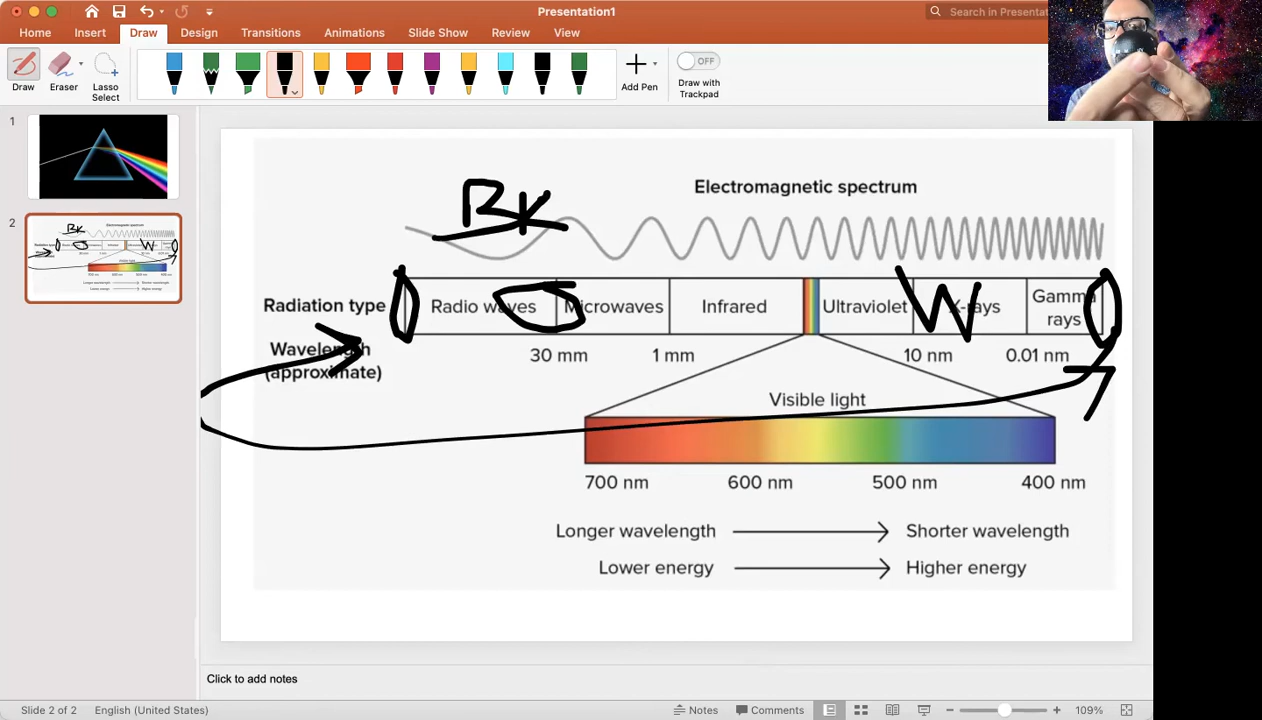 Presentation1
Search in Presenta
Home Insert Draw Design Transitions Animations Slide Show Review View
Draw
Eraser
Lasso
Select
Add Pen
OFF
Draw with
Trackpad
1
2
BK
Electromagnetic spectrum
Radiation type
Radio waves
Microwaves
Infrared
Ultraviolet
W
X-rays
Gamma
rays
Wavelength
(approximate)
30 mm
1 mm
10 nm
0.01 nm
Visible light
700 nm
600 nm
500 nm
400 nm
Longer wavelength
Shorter wavelength
Lower energy
Higher energy
Click to add notes
Slide 2 of 2
English (United States)
Notes
Comments
109%